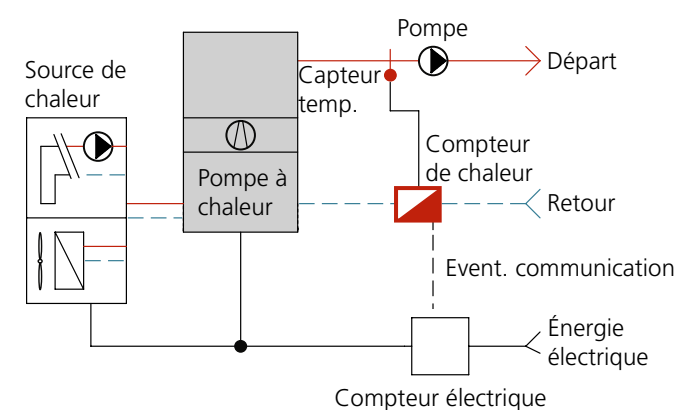 Pompe
Départ
Source de
chaleur
Capteur
temp.
Compteur
de chaleur
Pompe à
chaleur
Retour
Event. communication
Énergie
électrique
Compteur électrique